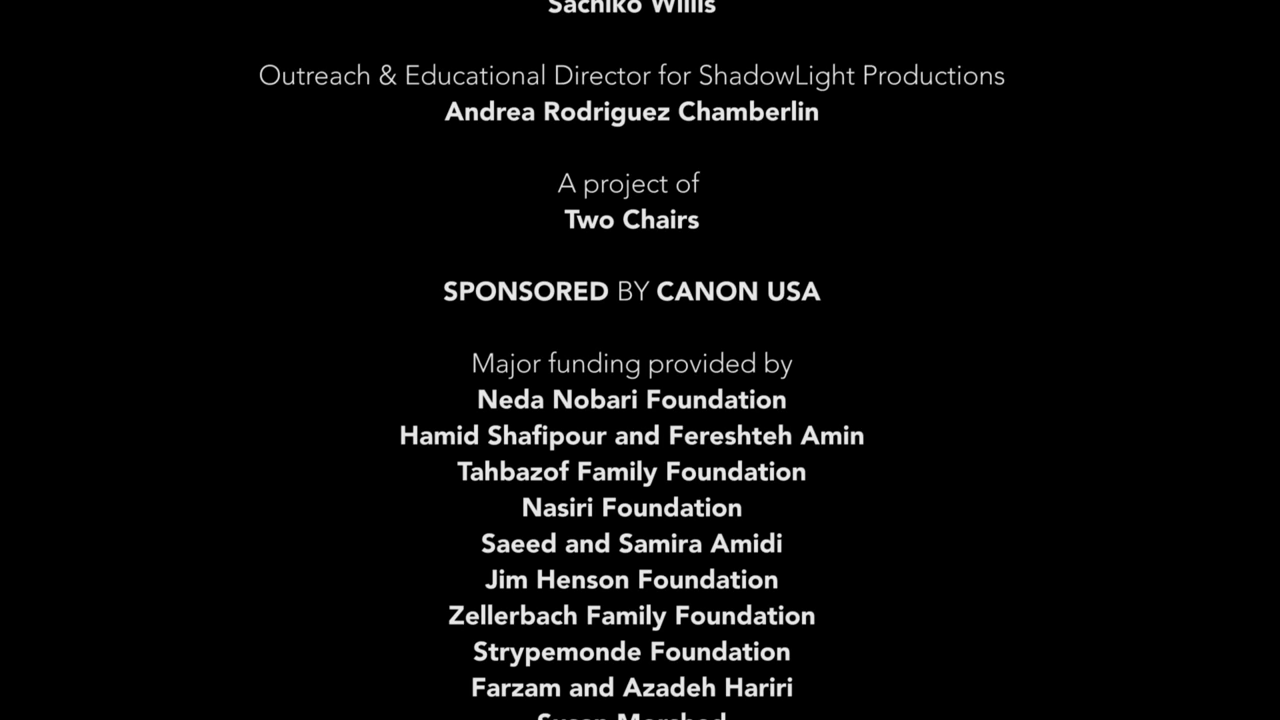 Sachiko Willis
Outreach & Educational Director for ShadowLight Productions
Andrea Rodriguez Chamberlin
A project of
Two Chairs
SPONSORED BY CANON USA
Major funding provided by
Neda Nobari Foundation
Hamid Shafipour and Fereshteh Amin
Tahbazof Family Foundation
Nasiri Foundation
Saeed and Samira Amidi
Jim Henson Foundation
Zellerbach Family Foundation
Strypemonde Foundation
Farzam and Azadeh Hariri